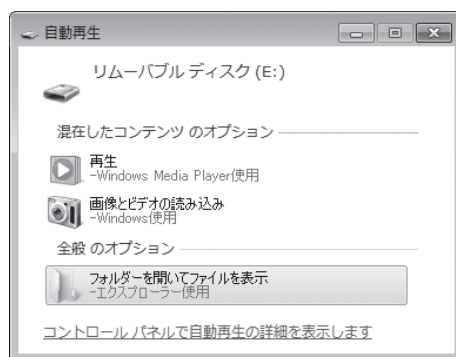 自動再生
リムーバブル ディスク (E:)
混在したコンテンツ のオプション
再生
-Windows Media Player使用
画像とビデオの読み込み
-Windows使用
全般 のオプション
フォルダーを開いてファイルを表示
-エクスプローラー使用
コントロール パネルで自動再生の詳細を表示します